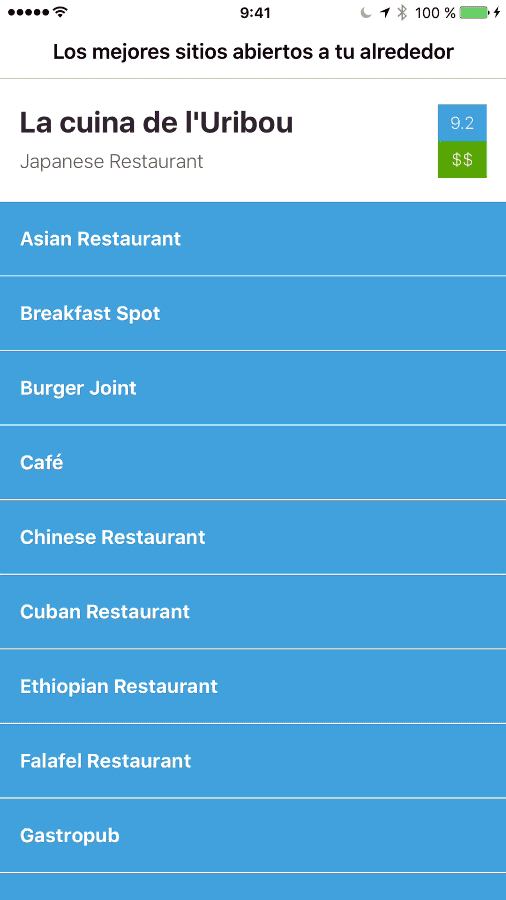 9:41
100 %
Los mejores sitios abiertos a tu alrededor
La cuina de l'Uribou
9.2
Japanese Restaurant
$$
Asian Restaurant
Breakfast Spot
Burger Joint
Café
Chinese Restaurant
Cuban Restaurant
Ethiopian Restaurant
Falafel Restaurant
Gastropub